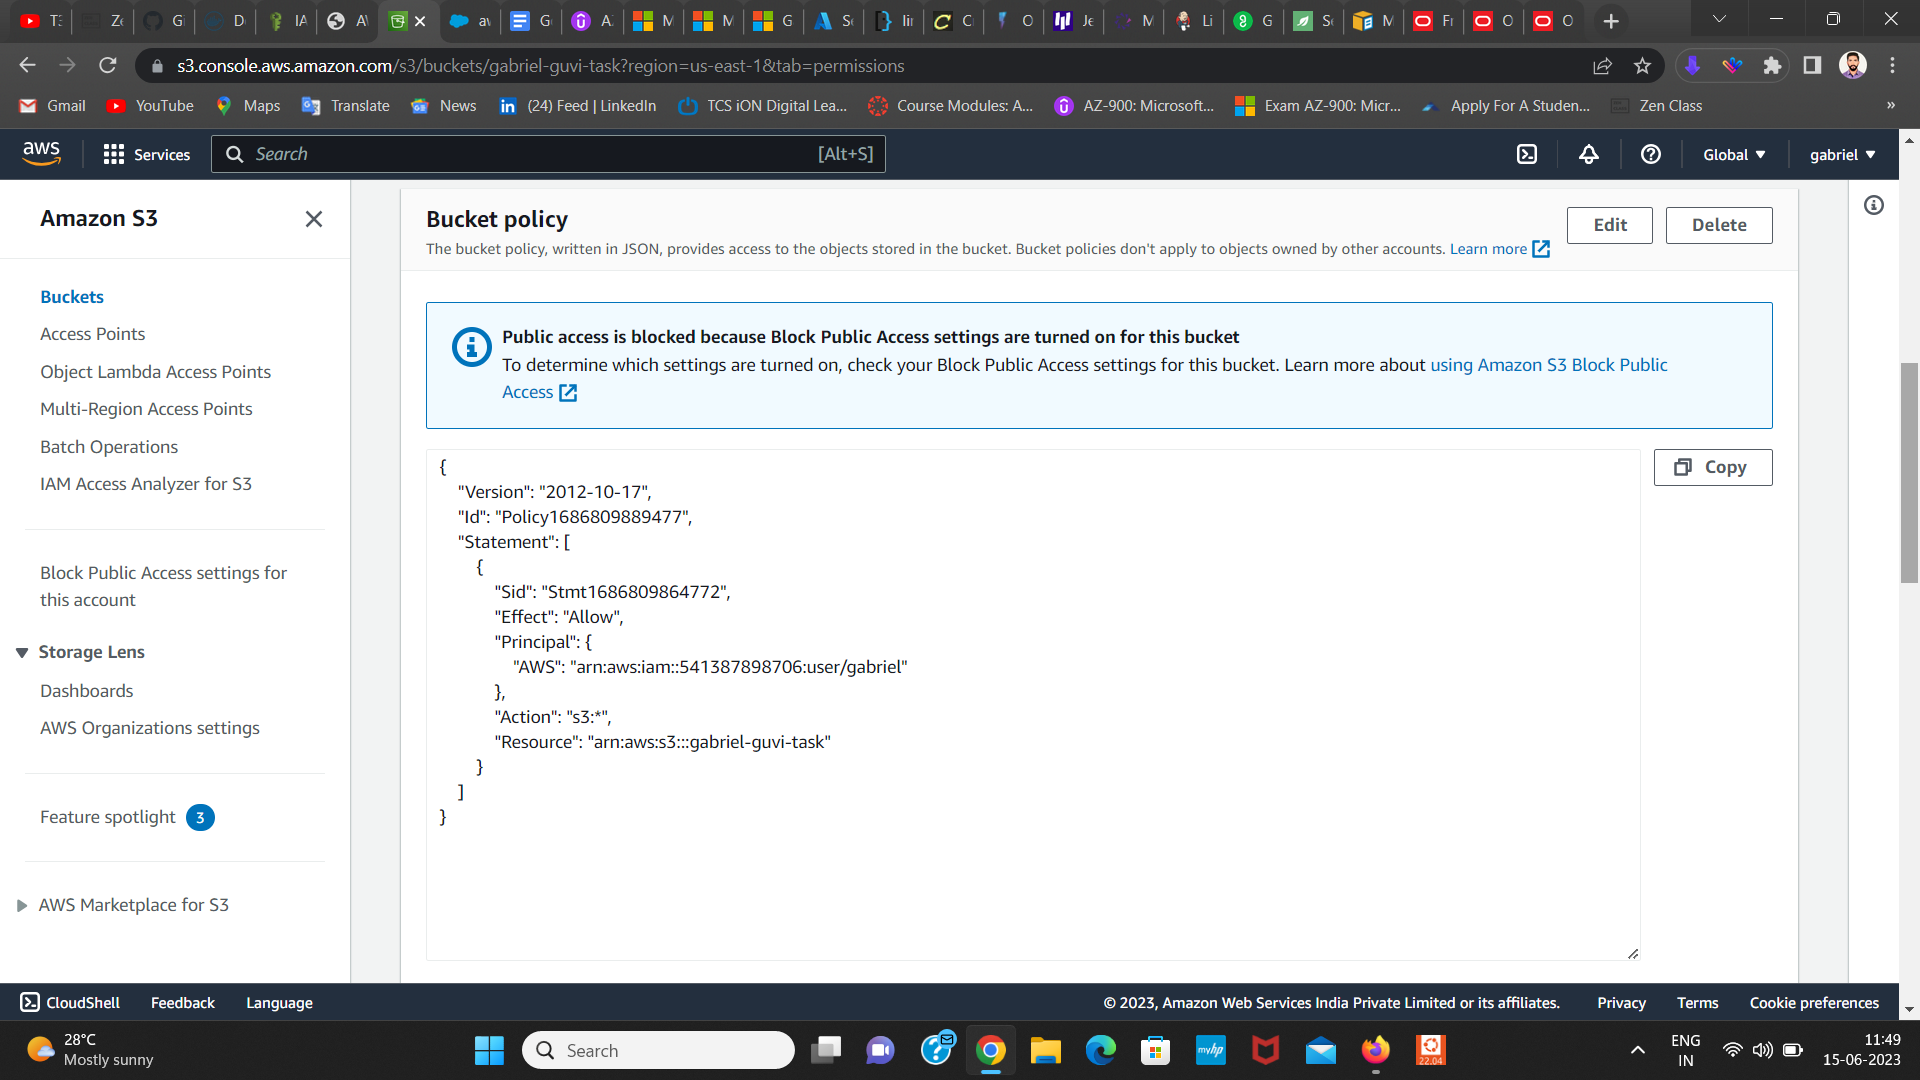 s3.console.aws.amazon.com/s3/buckets/gabriel-guvi-task?region=us-east-1&tab=permissions
Gmail
YouTube
Maps
Translate
News
(24) Feed | LinkedIn
TCS iON Digital Lea...
Course Modules: A...
AZ-900: Microsoft...
Exam AZ-900: Micr...
Apply For A Studen...
Zen Class
»
aws
Services
Search
[Alt+S]
Global
gabriel
Amazon S3
Buckets
Access Points
Object Lambda Access Points
Multi-Region Access Points
Batch Operations
IAM Access Analyzer for S3
Block Public Access settings for
this account
Storage Lens
Dashboards
AWS Organizations settings
Feature spotlight 3
AWS Marketplace for S3
Bucket policy
Edit
Delete
The bucket policy, written in JSON, provides access to the objects stored in the bucket. Bucket policies don't apply to objects owned by other accounts. Learn more
Public access is blocked because Block Public Access settings are turned on for this bucket
To determine which settings are turned on, check your Block Public Access settings for this bucket. Learn more about using Amazon S3 Block Public
Access
Copy
{
"Version": "2012-10-17",
"Id": "Policy1686809889477",
"Statement": [
{
"Sid": "Stmt1686809864772",
"Effect": "Allow",
"Principal": {
"AWS": "arn:aws:iam::541387898706:user/gabriel"
},
"Action": "s3:*",
"Resource": "arn:aws:s3:::gabriel-guvi-task"
}
]
}
CloudShell
Feedback
Language
© 2023, Amazon Web Services India Private Limited or its affiliates.
Privacy
Terms
Cookie preferences
28°C
Mostly sunny
Search
myhp
22.04
ENG
IN
11:49
15-06-2023